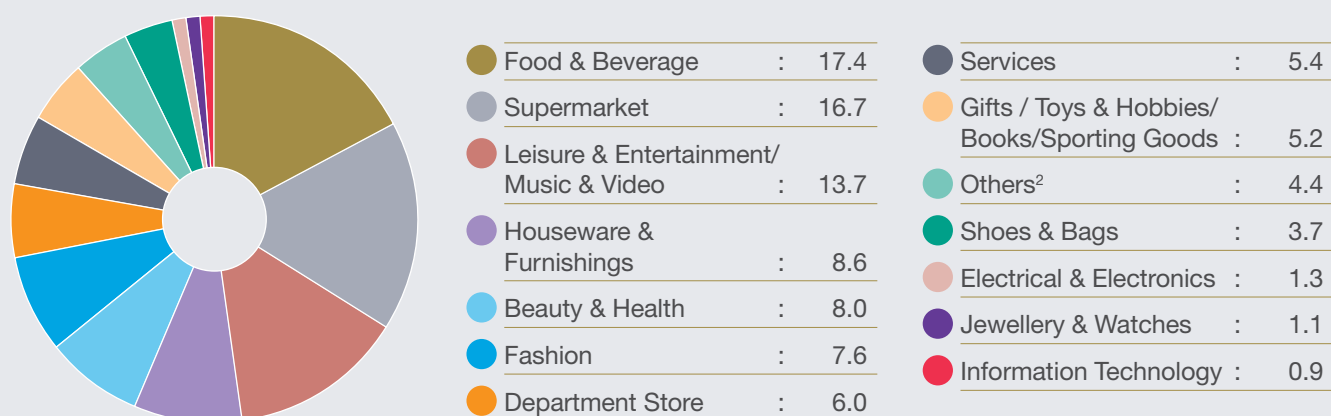 Food & Beverage : 17.4
Supermarket : 16.7
Leisure & Entertainment/
Music & Video : 13.7
Houseware &
Furnishings : 8.6
Beauty & Health : 8.0
Fashion : 7.6
Department Store : 6.0
Services : 5.4
Gifts / Toys & Hobbies/
Books/Sporting Goods : 5.2
Others² : 4.4
Shoes & Bags : 3.7
Electrical & Electronics : 1.3
Jewellery & Watches : 1.1
Information Technology : 0.9